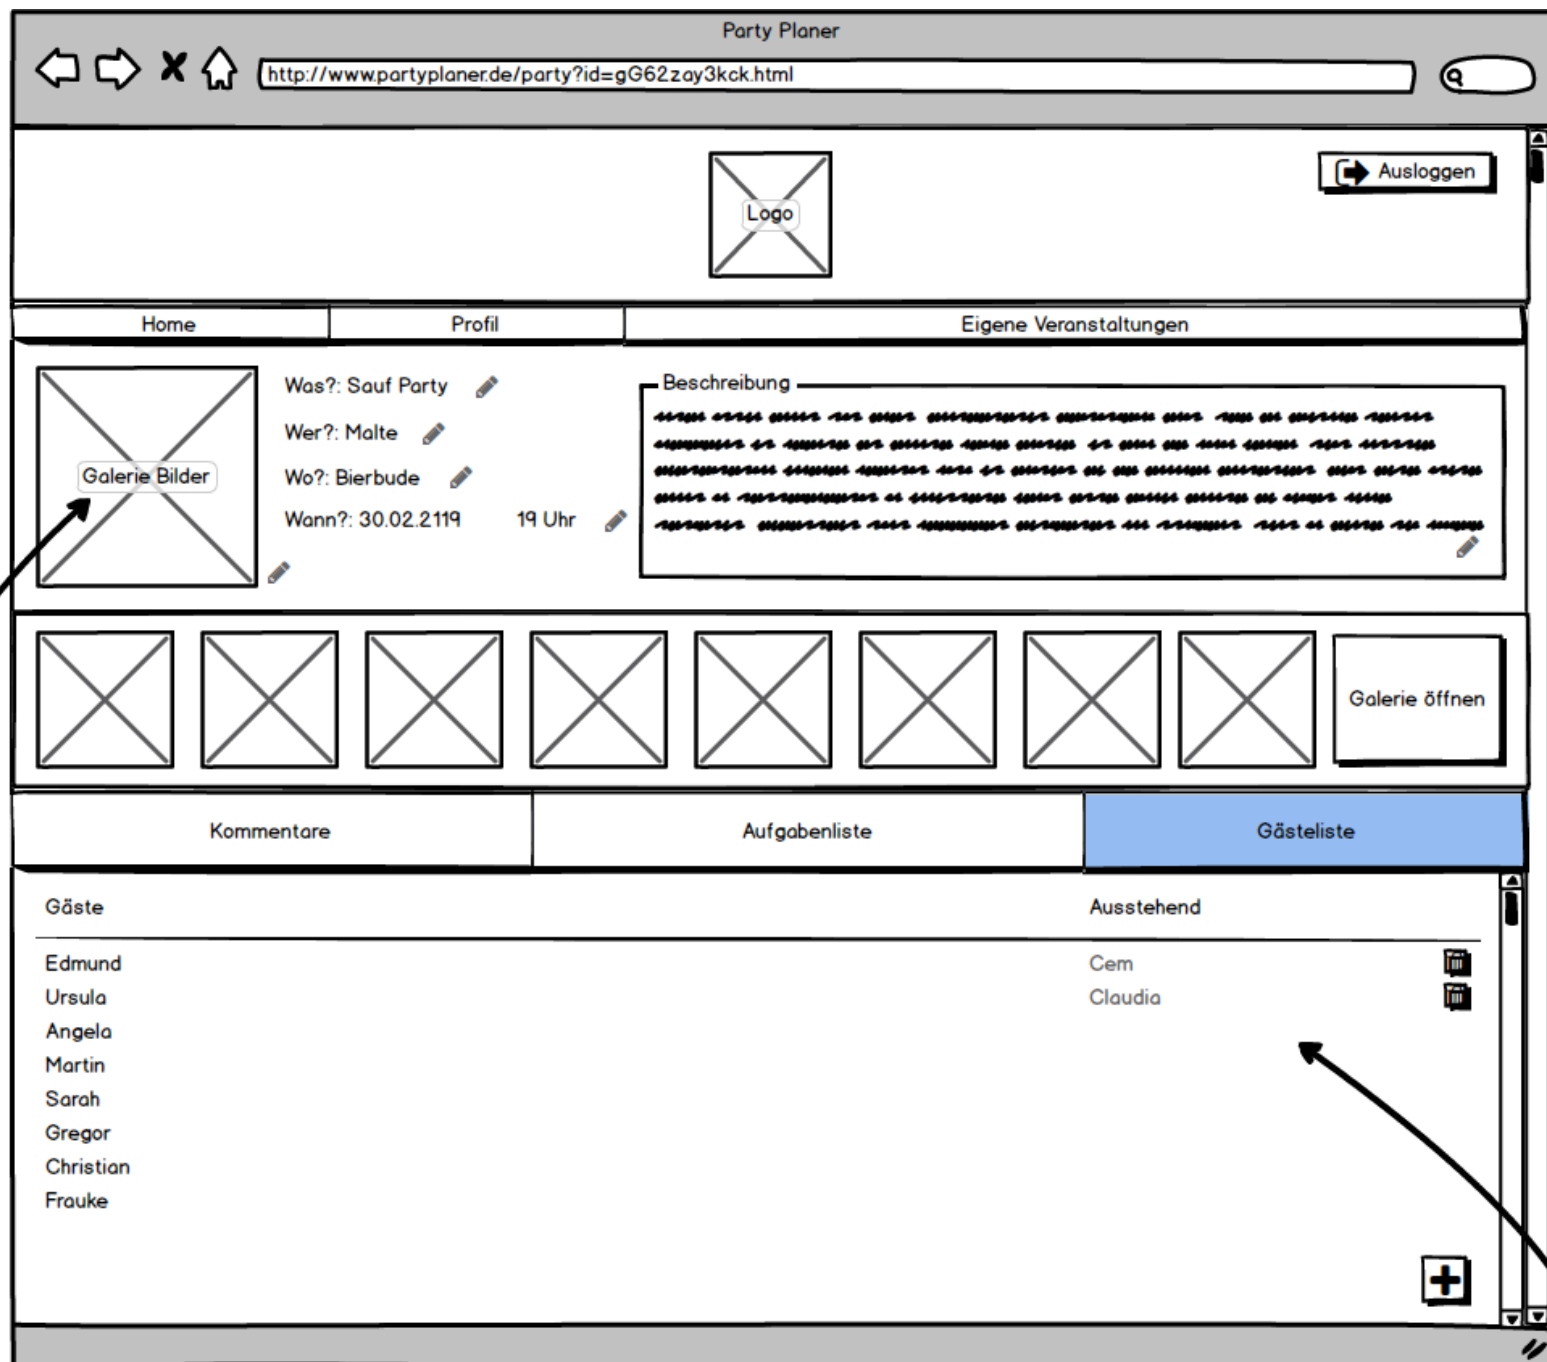 Party Planer
http://www.partyplaner.de/party?id=gG62zay3kck.html
Logo
Ausloggen
Home
Profil
Eigene Veranstaltungen
Galerie Bilder
Was?: Sauf Party
Wer?: Malte
Wo?: Bierbude
Wann?: 30.02.2119 19 Uhr
Beschreibung
Galerie öffnen
Kommentare
Aufgabenliste
Gästeliste
Gäste
Ausstehend
Edmund
Ursula
Angela
Martin
Sarah
Gregor
Christian
Frauke
Cem
Claudia